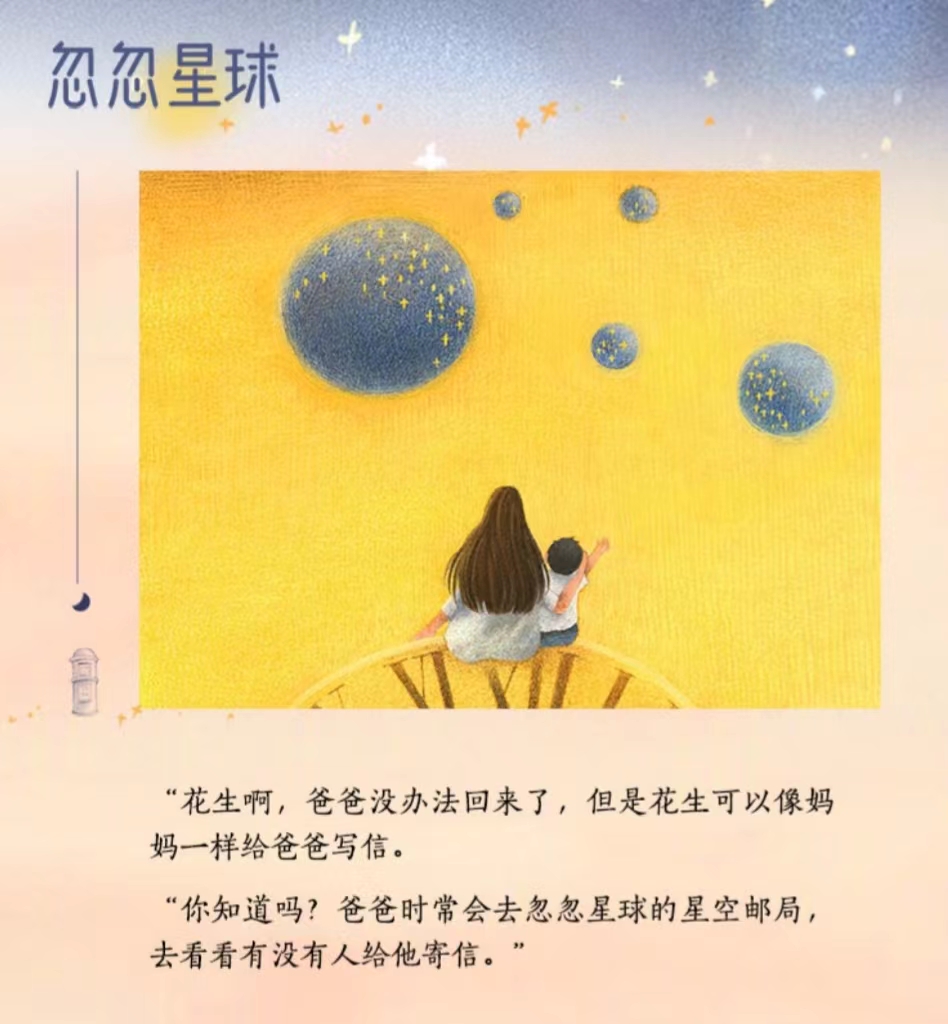 忽忽星球
“花生啊，爸爸没办法回来了，但是花生可以像妈
妈一样给爸爸写信。
“你知道吗？爸爸时常会去忽忽星球的星空邮局，
去看看有没有人给他寄信。”